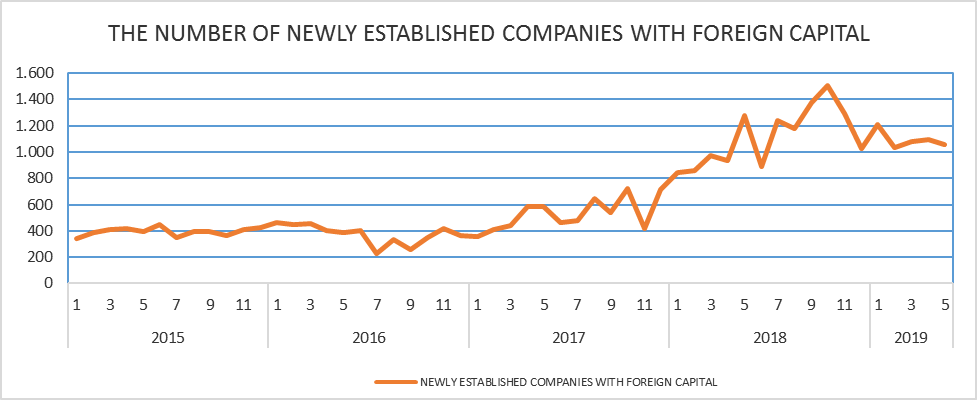 THE NUMBER OF NEWLY ESTABLISHED COMPANIES WITH FOREIGN CAPITAL
1.600
1.400
1.200
1.000
800
600
400
200
0
1 3 5 7 9 11 1 3 5 7 9 11 1 3 5 7 9 11 1 3 5 7 9 11 1 3 5
2015 2016 2017 2018 2019
NEWLY ESTABLISHED COMPANIES WITH FOREIGN CAPITAL